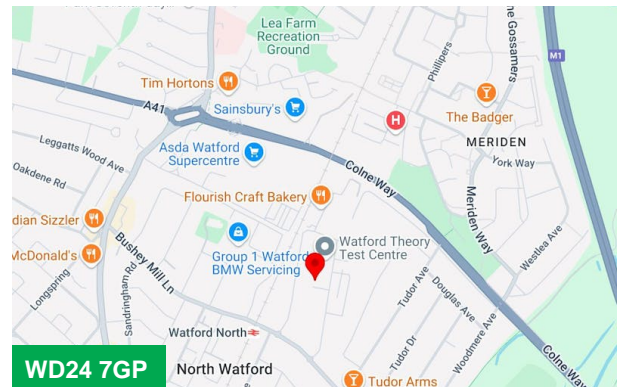 Lea Farm
Recreation
Ground
Tim Hortons
Sainsbury's
A41
Leggatts Wood Ave
Asda Watford
Supercentre
Oakdene Rd
Flourish Craft Bakery
dian Sizzler
McDonald's
Longspring
Sandringham Rd
Bushey Mill Ln
Group 1 Watford
BMW Servicing
Watford Theory
Test Centre
Watford North
North Watford
Tudor Arms
Tudor Dr
Tudor Ave
Douglas Ave
Woodmere Ave
Colne Way
Colne Way
H
Phillipers
The Badger
MERIDEN
York Way
Meriden Way
Westlea Ave
e Gossamers
M1
WD24 7GP